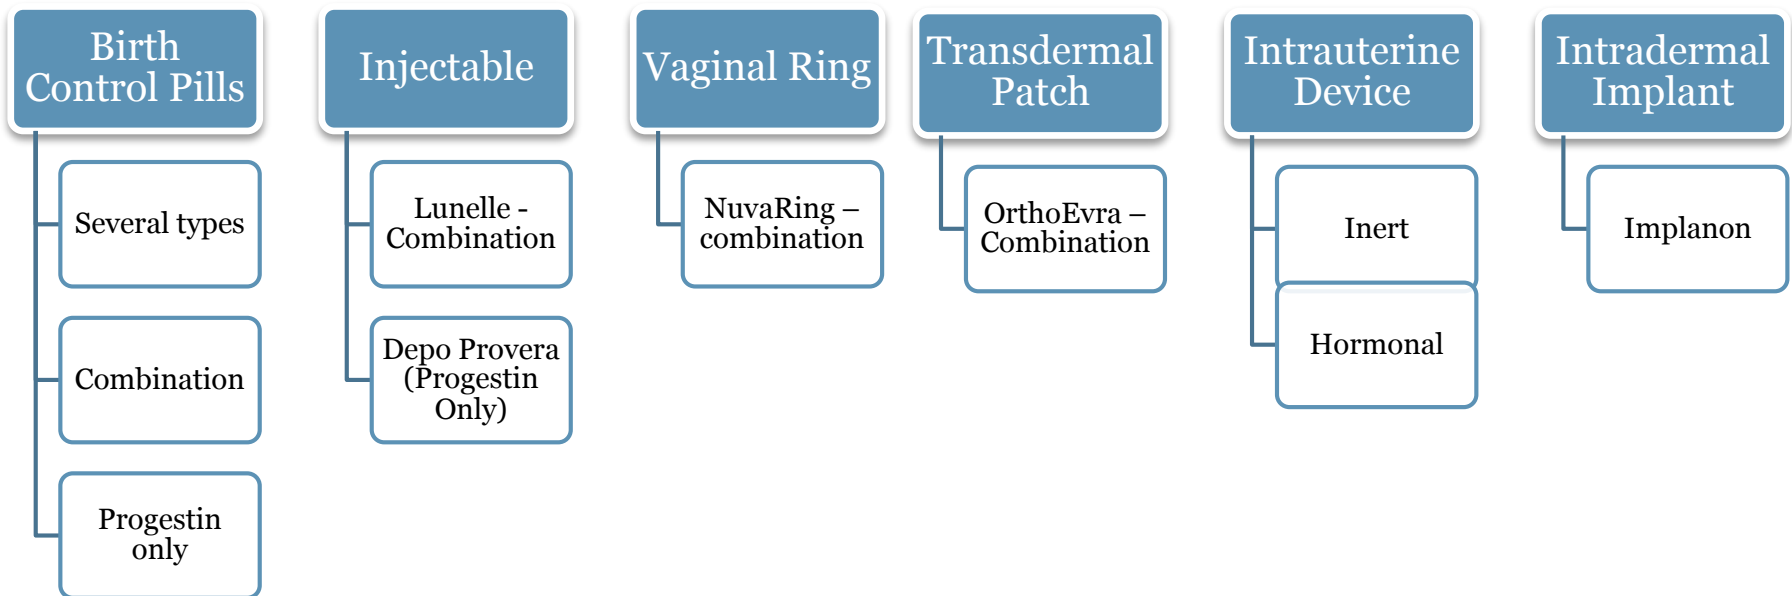 Birth
Control Pills
Several types
Combination
Progestin
only
Injectable
Lunelle -
Combination
Depo Provera
(Progestin
Only)
Vaginal Ring
NuvaRing –
combination
Transdermal
Patch
OrthoEvra –
Combination
Intrauterine
Device
Inert
Hormonal
Intradermal
Implant
Implanon